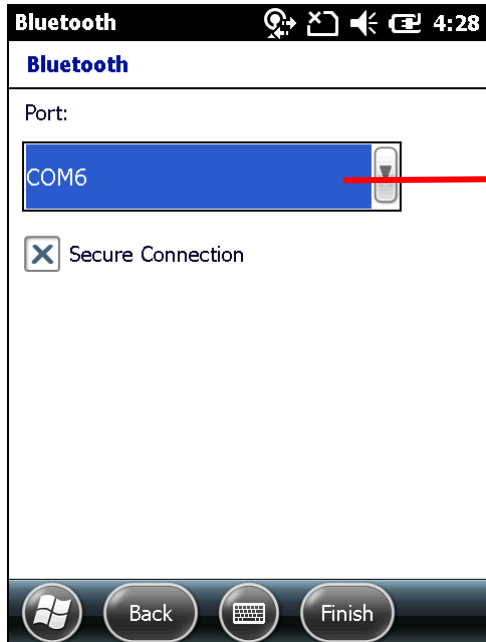 Bluetooth 4:28
Bluetooth
Port:
COM6
Secure Connection
Back Finish